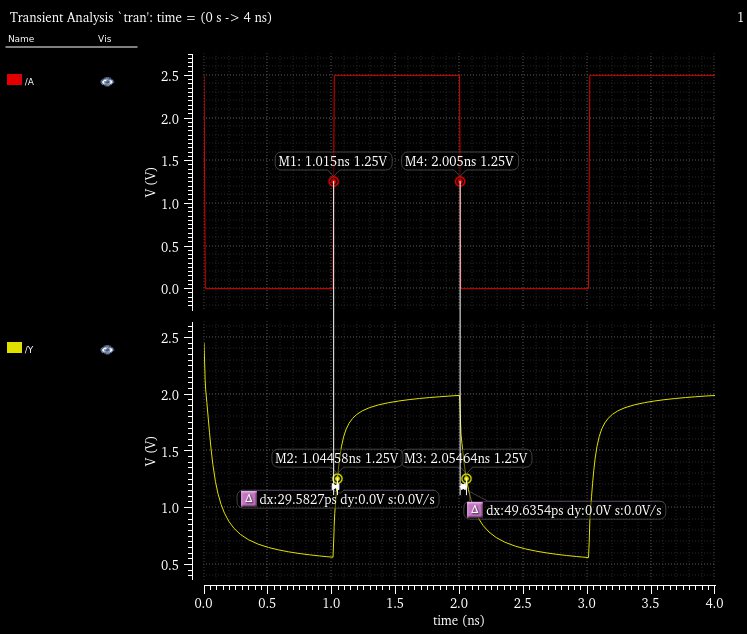 Transient Analysis `tran': time = (0 s -> 4 ns)
1
Name Vis
/A
2.5
2.0
1.5
1.0
0.5
0.0
V (V)
M1: 1.015ns 1.25V
M4: 2.005ns 1.25V
/Y
2.5
2.0
1.5
1.0
0.5
V (V)
M2: 1.04458ns 1.25V
M3: 2.05464ns 1.25V
Δ dx:29.5827ps dy:0.0V s:0.0V/s
Δ dx:49.6354ps dy:0.0V s:0.0V/s
0.0 0.5 1.0 1.5 2.0 2.5 3.0 3.5 4.0
time (ns)